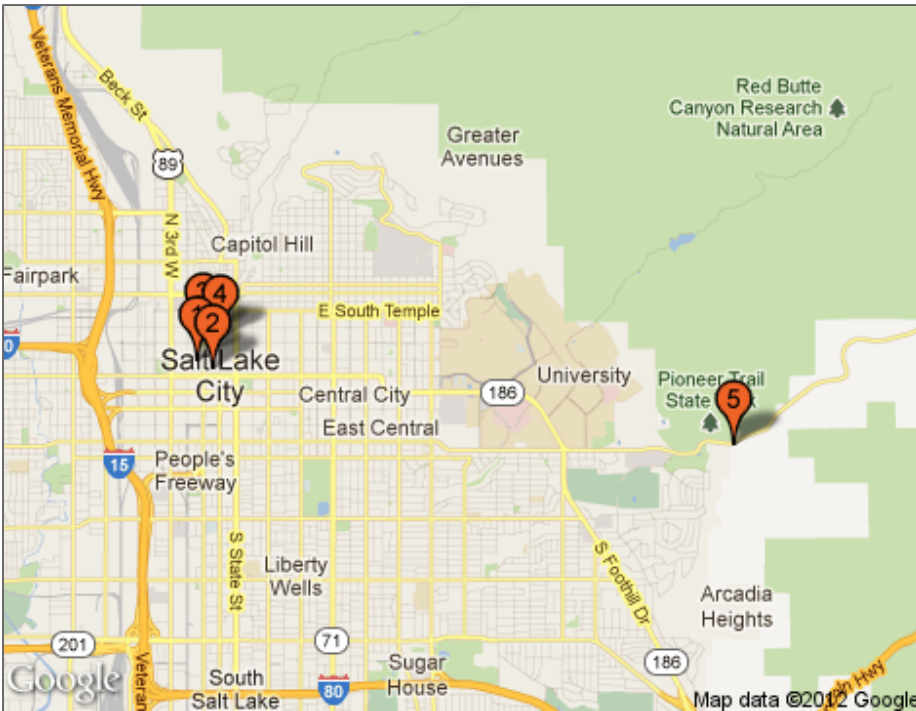 Veterans Memorial Hwy
Beck St
89
N 3rd W
Red Butte
Canyon Research
Natural Area
Greater
Avenues
Capitol Hill
Fairpark
3
4
2
E South Temple
Salt Lake
City
186
University
Central City
East Central
Pioneer Trail
State
5
15
People's
Freeway
S State St
Liberty
Wells
S Foothill Dr
Arcadia
Heights
201
71
186
Sugar
House
South
Salt Lake
80
Google
Map data ©2012 Google
Hwy